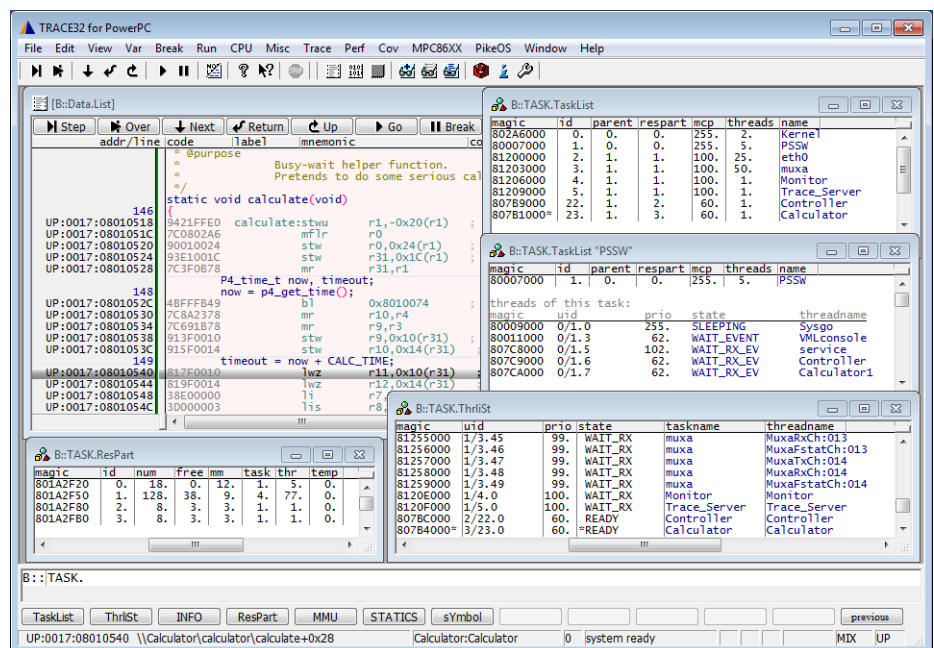 TRACE32 for PowerPC
File Edit View Var Break Run CPU Misc Trace Perf Cov MPC86XX PikeOS Window Help
[B::Data.List]
Step Over Next Return Up Go Break
addr/line code label mnemonic co
* @purpose
* Busy-wait helper function.
* Pretends to do some serious cal
*/
static void calculate(void)
146 {
UP:0017:08010518 9421FFE0 calculate:stwu r1,-0x20(r1) ;
UP:0017:0801051C 7C0802A6 mflr r0
UP:0017:08010520 90010024 stw r0,0x24(r1) ;
UP:0017:08010524 93E1001C stw r31,0x1C(r1) ;
UP:0017:08010528 7C3F0B78 mr r31,r1
P4_time_t now, timeout;
148 now = p4_get_time();
UP:0017:0801052C 4BFFFB49 bl 0x8010074 ;
UP:0017:08010530 7C8A2378 mr r10,r4
UP:0017:08010534 7C691B78 mr r9,r3
UP:0017:08010538 913F0010 stw r9,0x10(r31) ;
UP:0017:0801053C 915F0014 stw r10,0x14(r31) ;
149 timeout = now + CALC_TIME;
UP:0017:08010540 817F0010 lwz r11,0x10(r31) ;
UP:0017:08010544 819F0014 lwz r12,0x14(r31) ;
UP:0017:08010548 38E00000 li r7,
UP:0017:0801054C 3D000003 lis r8,
B::TASK.TaskList
magic id parent respart mcp threads name
802A6000 0. 0. 0. 255. 2. Kernel
80007000 1. 0. 0. 255. 5. PSSW
81200000 2. 1. 1. 100. 25. eth0
81203000 3. 1. 1. 100. 50. muxa
81206000 4. 1. 1. 100. 1. Monitor
81209000 5. 1. 1. 100. 1. Trace_Server
807B9000 22. 1. 2. 60. 1. Controller
807B1000* 23. 1. 3. 60. 1. Calculator
B::TASK.TaskList "PSSW"
magic id parent respart mcp threads name
80007000 1. 0. 0. 255. 5. PSSW
threads of this task:
magic uid prio state threadname
80009000 0/1.0 255. SLEEPING Sysgo
80011000 0/1.3 62. WAIT_EVENT VMLconsole
807C8000 0/1.5 102. WAIT_RX_EV service
807C9000 0/1.6 62. WAIT_RX_EV Controller
807CA000 0/1.7 62. WAIT_RX_EV Calculator1
B::TASK.ThrliSt
magic uid prio state taskname threadname
81255000 1/3.45 99. WAIT_RX muxa MuxaRxCh:013
81256000 1/3.46 99. WAIT_RX muxa MuxaFstatCh:013
81257000 1/3.47 99. WAIT_RX muxa MuxaTxCh:014
81258000 1/3.48 99. WAIT_RX muxa MuxaRxCh:014
81259000 1/3.49 99. WAIT_RX muxa MuxaFstatCh:014
8120E000 1/4.0 100. WAIT_RX Monitor Monitor
8120F000 1/5.0 100. WAIT_RX Trace_Server Trace_Server
807BC000 2/22.0 60. READY Controller Controller
807B4000* 3/23.0 60. *READY Calculator Calculator
B::TASK.ResPart
magic id num free mm task thr temp
801A2F20 0. 18. 0. 12. 1. 5. 0.
801A2F50 1. 128. 38. 9. 4. 77. 0.
801A2F80 2. 8. 3. 3. 1. 1. 0.
801A2FB0 3. 8. 3. 3. 1. 1. 0.
B::TASK.
TaskList ThrliSt INFO ResPart MMU STATICS sYmbol previous
UP:0017:08010540 \\Calculator\calculator\calculate+0x28 Calculator:Calculator 0 system ready MIX UP